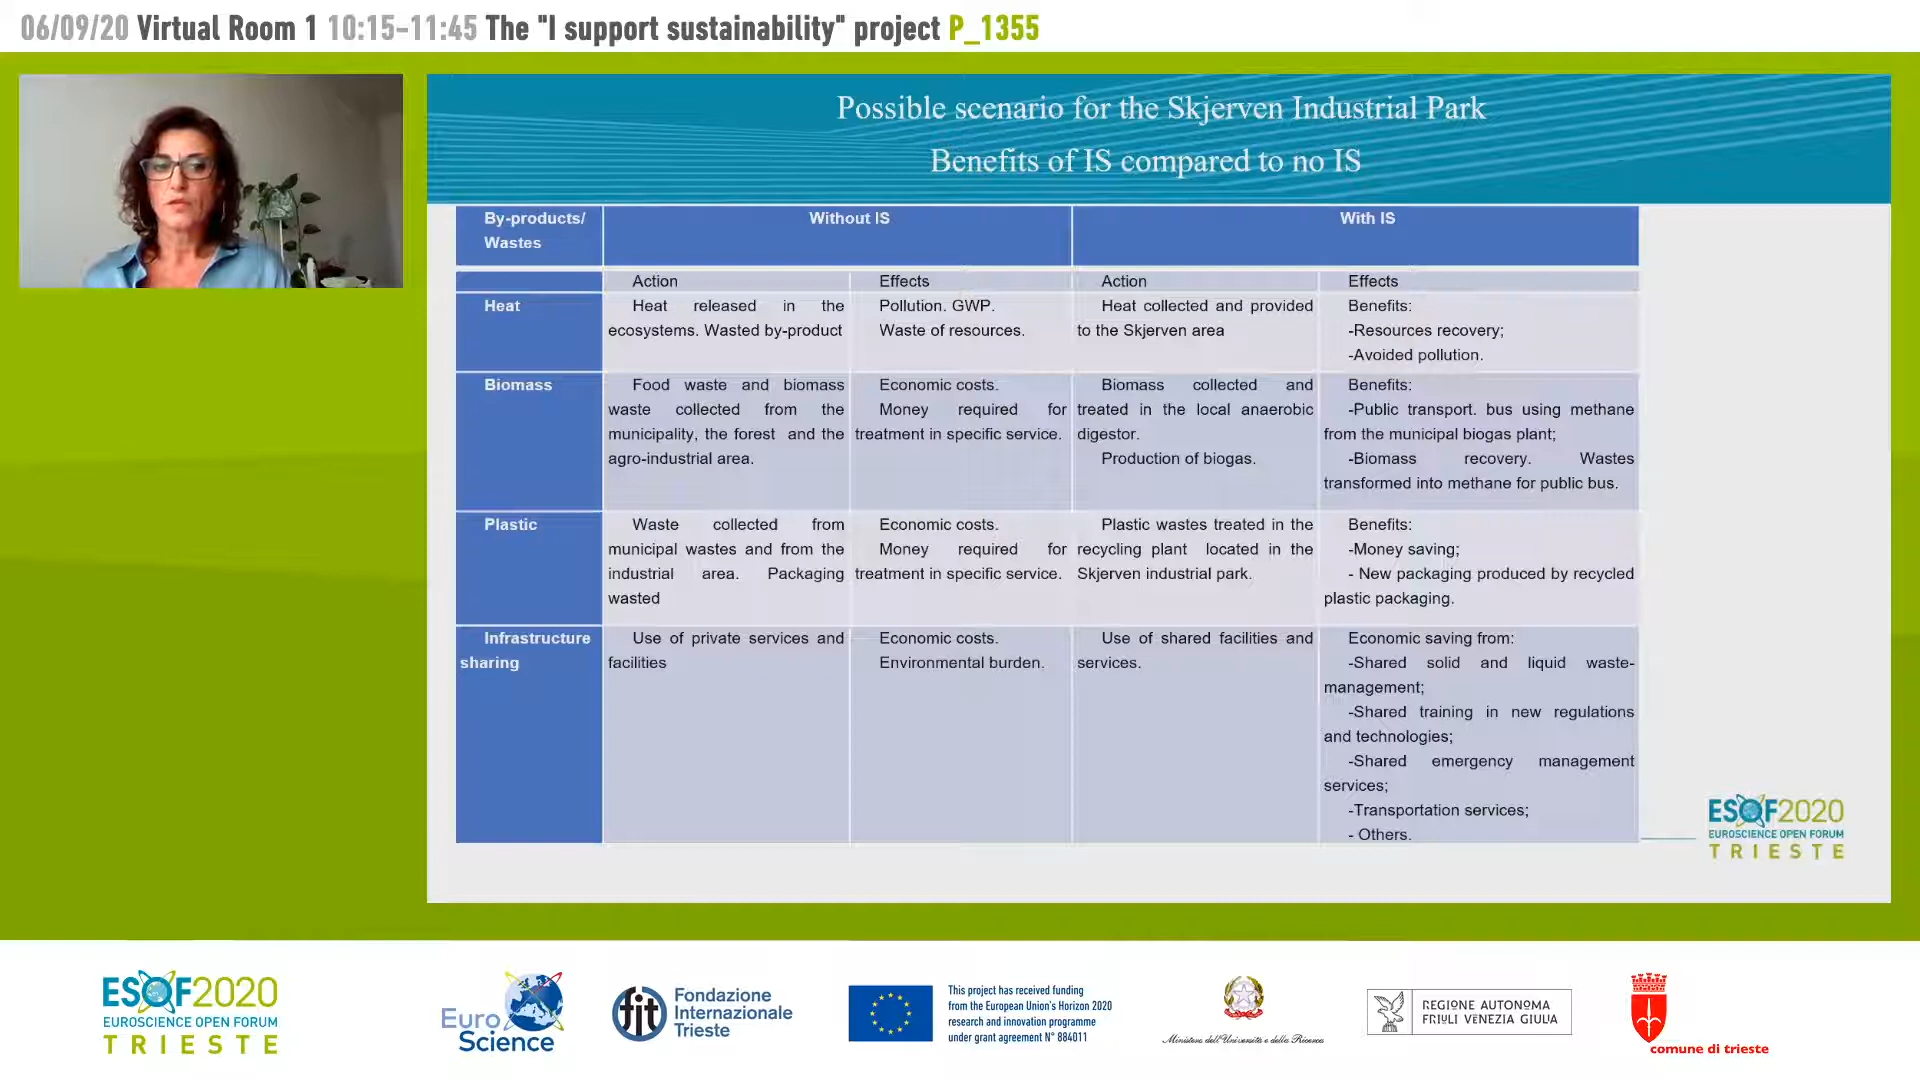 06/09/20 Virtual Room 1 10:15-11:45 The "I support sustainability" project P_1355
Possible scenario for the Skjerven Industrial Park
Benefits of IS compared to no IS
By-products/
Wastes
Without IS
With IS
Action
Effects
Action
Effects
Heat
Heat released in the
ecosystems. Wasted by-product
Pollution. GWP.
Waste of resources.
Heat collected and provided
to the Skjerven area
Benefits:
-Resources recovery;
-Avoided pollution.
Biomass
Food waste and biomass
waste collected from the
municipality, the forest and the
agro-industrial area.
Economic costs.
Money required for
treatment in specific service.
Biomass collected and
treated in the local anaerobic
digestor.
Production of biogas.
Benefits:
-Public transport. bus using methane
from the municipal biogas plant;
-Biomass recovery. Wastes
transformed into methane for public bus.
Plastic
Waste collected from
municipal wastes and from the
industrial area. Packaging
wasted
Economic costs.
Money required for
treatment in specific service.
Plastic wastes treated in the
recycling plant located in the
Skjerven industrial park.
Benefits:
-Money saving;
- New packaging produced by recycled
plastic packaging.
Infrastructure
sharing
Use of private services and
facilities
Economic costs.
Environmental burden.
Use of shared facilities and
services.
Economic saving from:
-Shared solid and liquid waste-
management;
-Shared training in new regulations
and technologies;
-Shared emergency management
services;
-Transportation services;
- Others.
ESOF2020
EUROSCIENCE OPEN FORUM
TRIESTE
ESOF2020
EUROSCIENCE OPEN FORUM
TRIESTE
Euro
Science
fit
Fondazione
Internazionale
Trieste
This project has received funding
from the European Union's Horizon 2020
research and innovation programme
under grant agreement N° 884011
Ministero dell'Università e della Ricerca
REGIONE AUTONOMA
FRIULI VENEZIA GIULIA
comune di trieste